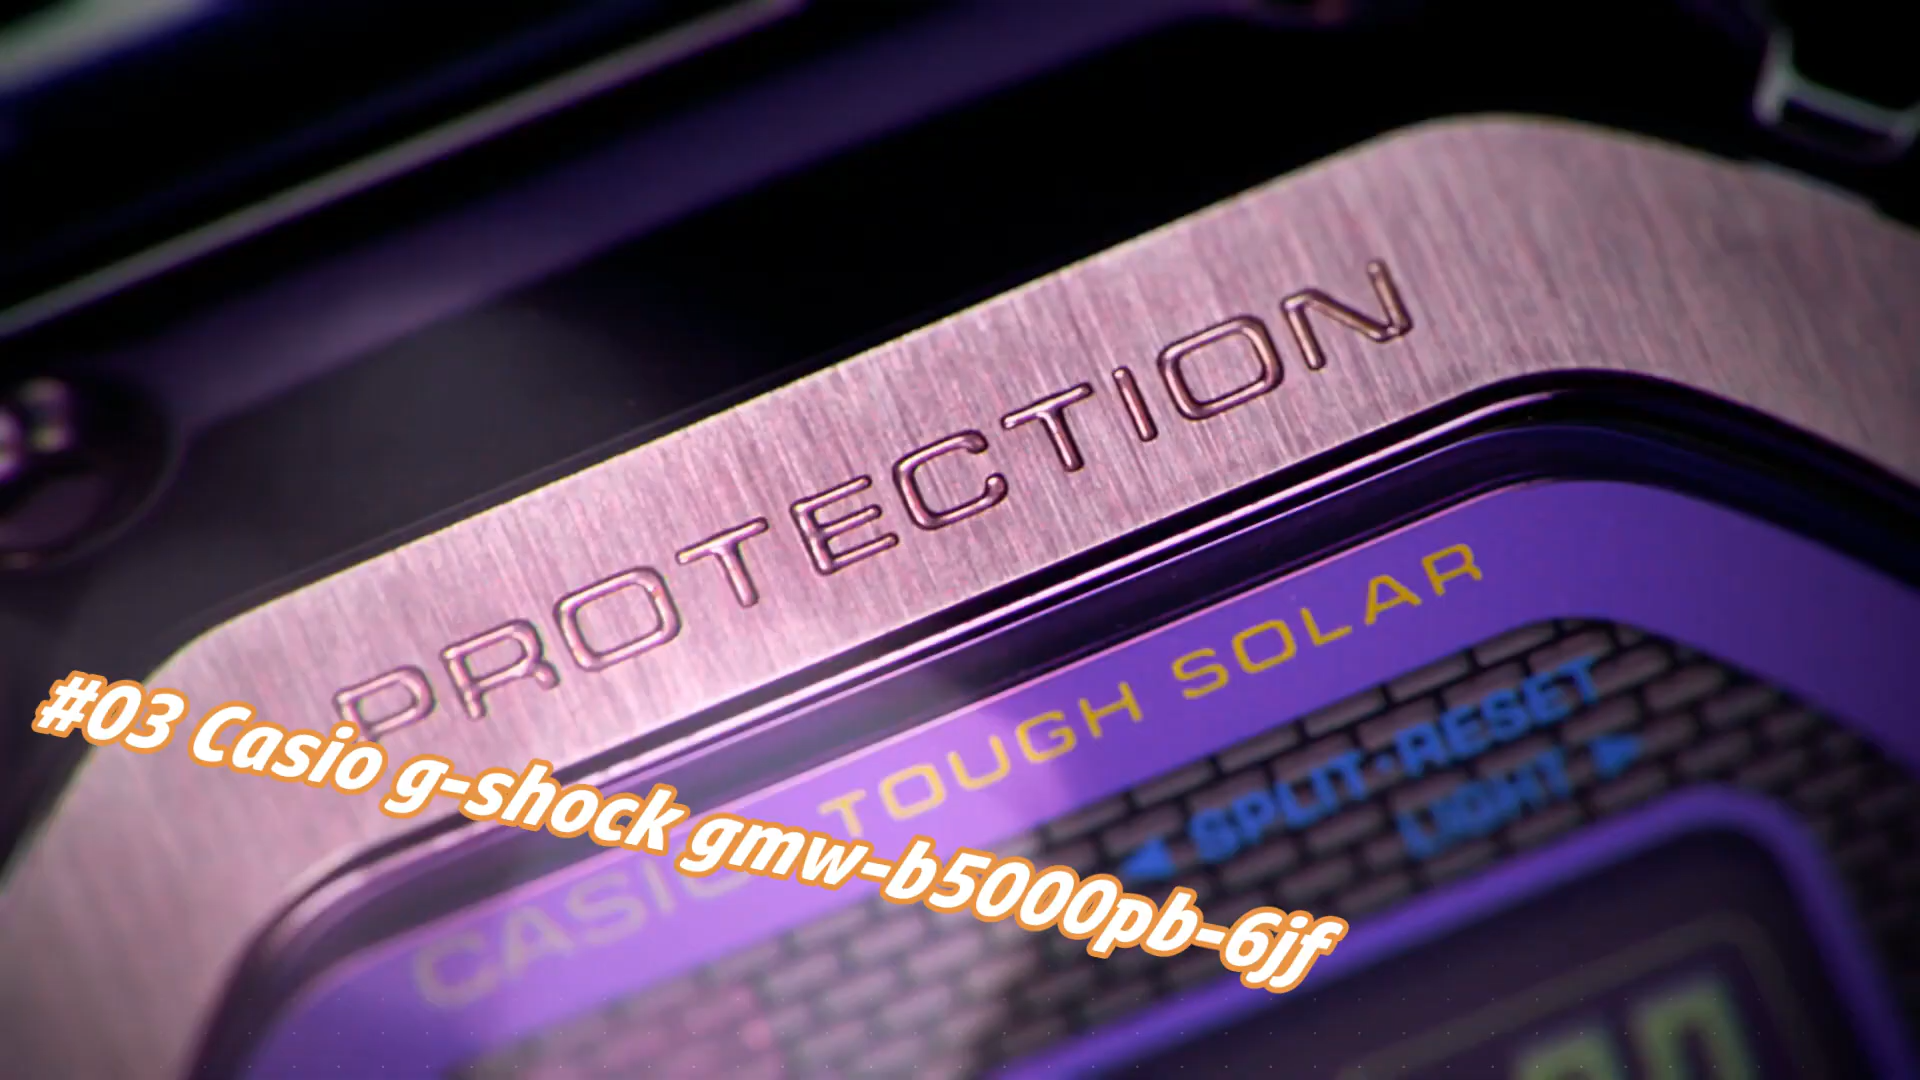 PROTECTION
CASIO TOUGH SOLAR
SPLIT·RESET
LIGHT
#03 Casio g-shock gmw-b5000pb-6jf